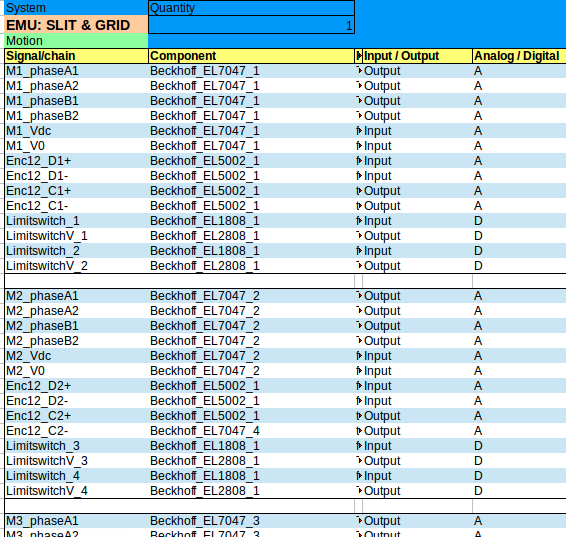 System Quantity
EMU: SLIT & GRID 1
Motion
Signal/chain Component Input / Output Analog / Digital
M1_phaseA1 Beckhoff_EL7047_1 Output A
M1_phaseA2 Beckhoff_EL7047_1 Output A
M1_phaseB1 Beckhoff_EL7047_1 Output A
M1_phaseB2 Beckhoff_EL7047_1 Output A
M1_Vdc Beckhoff_EL7047_1 Input A
M1_V0 Beckhoff_EL7047_1 Input A
Enc12_D1+ Beckhoff_EL5002_1 Input A
Enc12_D1- Beckhoff_EL5002_1 Input A
Enc12_C1+ Beckhoff_EL5002_1 Output A
Enc12_C1- Beckhoff_EL5002_1 Output A
Limitswitch_1 Beckhoff_EL1808_1 Input D
LimitswitchV_1 Beckhoff_EL2808_1 Output D
Limitswitch_2 Beckhoff_EL1808_1 Input D
LimitswitchV_2 Beckhoff_EL2808_1 Output D
M2_phaseA1 Beckhoff_EL7047_2 Output A
M2_phaseA2 Beckhoff_EL7047_2 Output A
M2_phaseB1 Beckhoff_EL7047_2 Output A
M2_phaseB2 Beckhoff_EL7047_2 Output A
M2_Vdc Beckhoff_EL7047_2 Input A
M2_V0 Beckhoff_EL7047_2 Input A
Enc12_D2+ Beckhoff_EL5002_1 Input A
Enc12_D2- Beckhoff_EL5002_1 Input A
Enc12_C2+ Beckhoff_EL5002_1 Output A
Enc12_C2- Beckhoff_EL7047_4 Output A
Limitswitch_3 Beckhoff_EL1808_1 Input D
LimitswitchV_3 Beckhoff_EL2808_1 Output D
Limitswitch_4 Beckhoff_EL1808_1 Input D
LimitswitchV_4 Beckhoff_EL2808_1 Output D
M3_phaseA1 Beckhoff_EL7047_3 Output A
M3_phaseA2 Beckhoff_EL7047_3 Output A